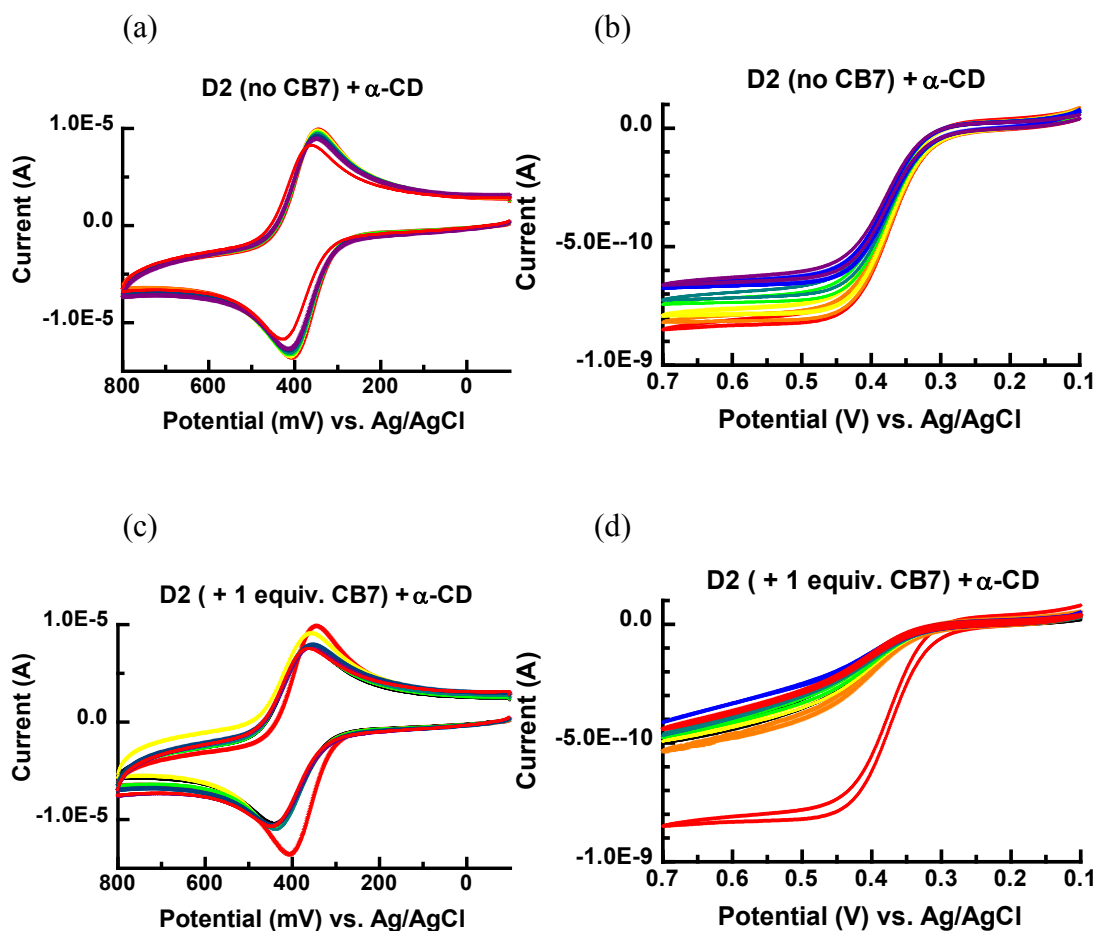 (a)
D2 (no CB7) + α-CD
1.0E-5
0.0
-1.0E-5
Current (A)
800 600 400 200 0
Potential (mV) vs. Ag/AgCl
(b)
D2 (no CB7) + α-CD
0.0
-5.0E--10
-1.0E-9
Current (A)
0.7 0.6 0.5 0.4 0.3 0.2 0.1
Potential (V) vs. Ag/AgCl
(c)
D2 ( + 1 equiv. CB7) + α-CD
1.0E-5
0.0
-1.0E-5
Current (A)
800 600 400 200 0
Potential (mV) vs. Ag/AgCl
(d)
D2 ( + 1 equiv. CB7) + α-CD
0.0
-5.0E--10
-1.0E-9
Current (A)
0.7 0.6 0.5 0.4 0.3 0.2 0.1
Potential (V) vs. Ag/AgCl